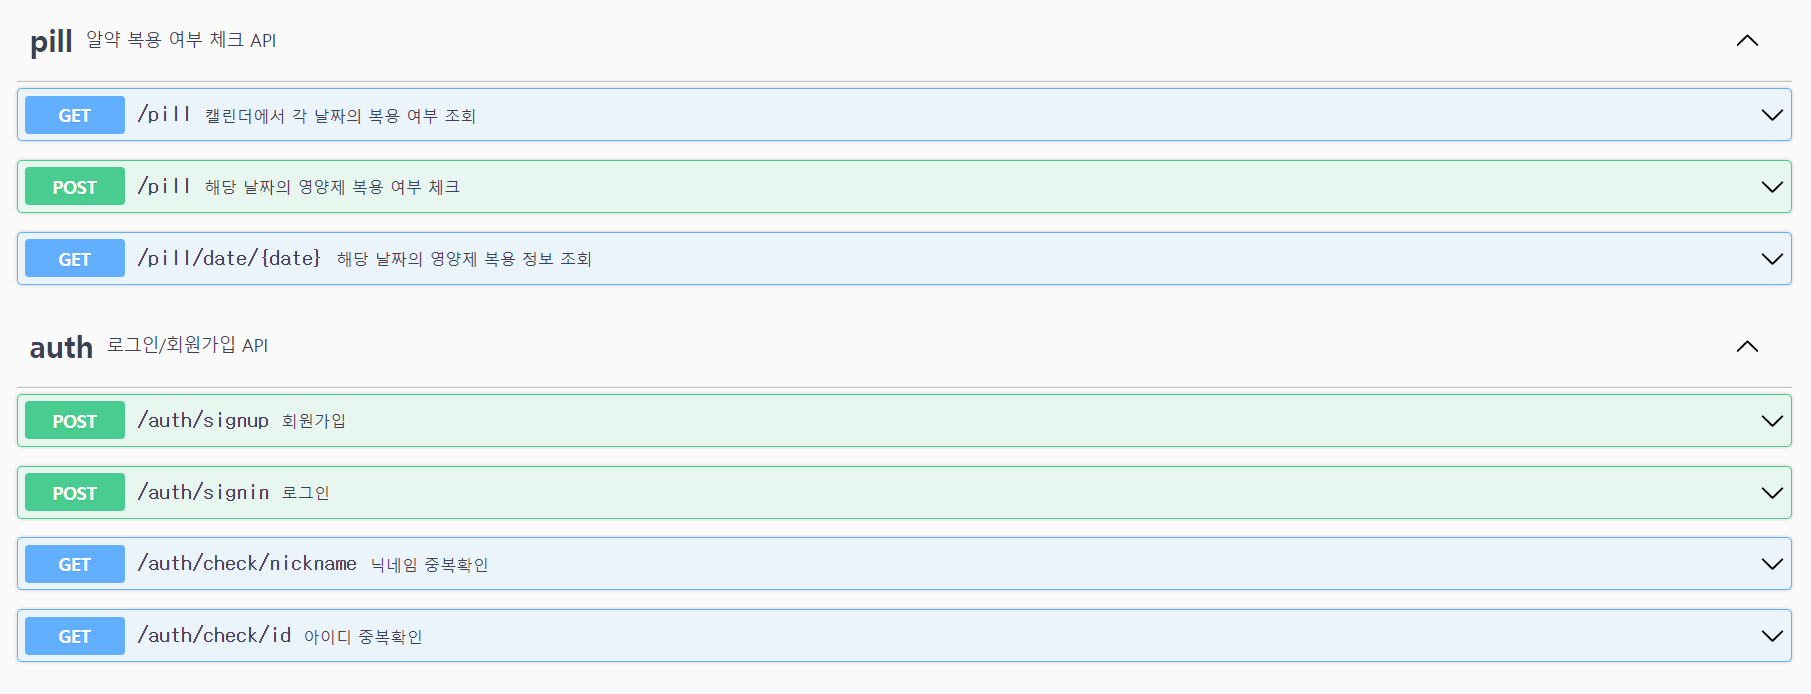 pill 알약 복용 여부 체크 API
GET /pill 캘린더에서 각 날짜의 복용 여부 조회
POST /pill 해당 날짜의 영양제 복용 여부 체크
GET /pill/date/{date} 해당 날짜의 영양제 복용 정보 조회
auth 로그인/회원가입 API
POST /auth/signup 회원가입
POST /auth/signin 로그인
GET /auth/check/nickname 닉네임 중복확인
GET /auth/check/id 아이디 중복확인